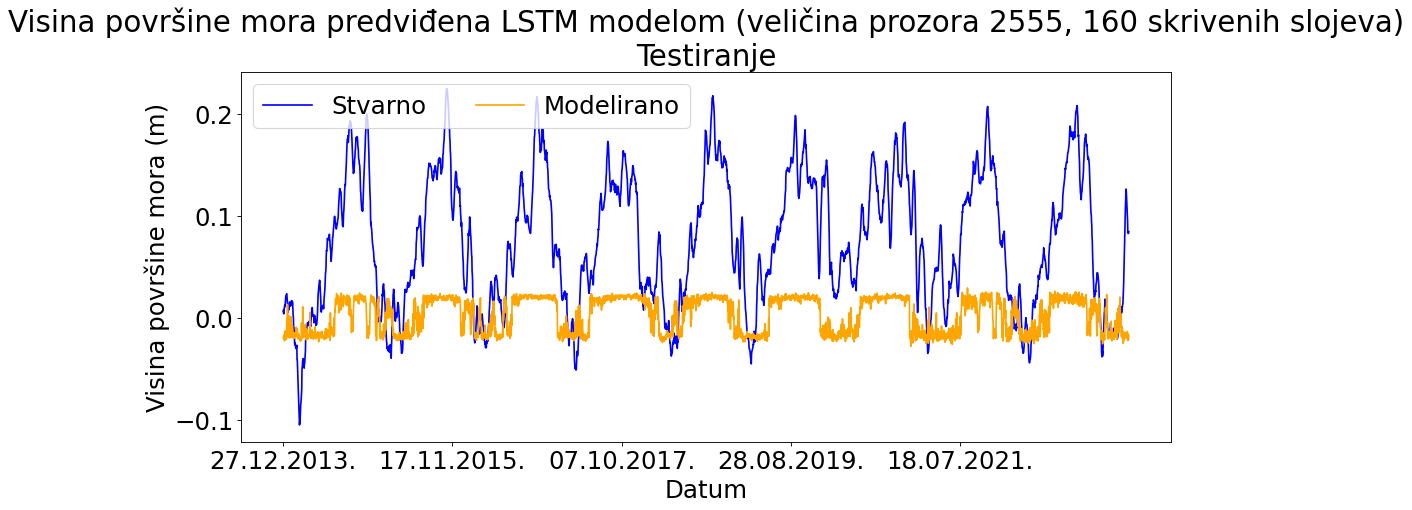 Visina površine mora predviđena LSTM modelom (veličina prozora 2555, 160 skrivenih slojeva)
Testiranje
Stvarno Modelirano
Visina površine mora (m)
0.2
0.1
0.0
−0.1
27.12.2013. 17.11.2015. 07.10.2017. 28.08.2019. 18.07.2021.
Datum